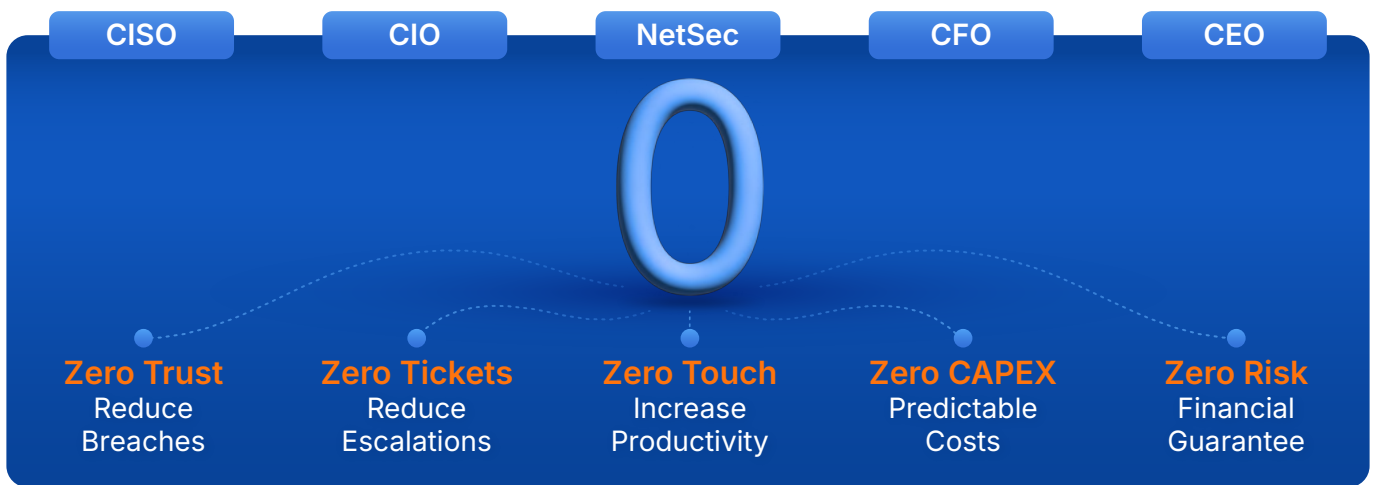 CISO
CIO
NetSec
CFO
CEO
0
Zero Trust
Reduce
Breaches
Zero Tickets
Reduce
Escalations
Zero Touch
Increase
Productivity
Zero CAPEX
Predictable
Costs
Zero Risk
Financial
Guarantee